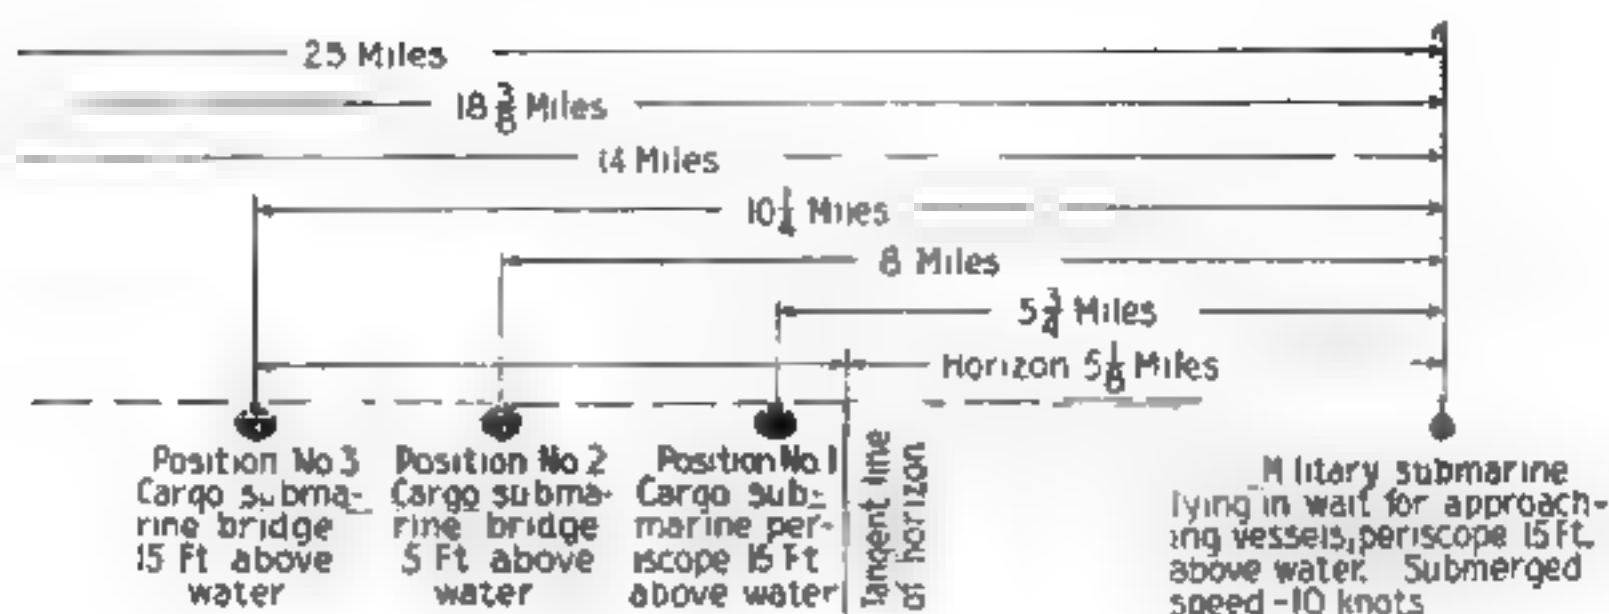 25 Miles
18 3/8 Miles
14 Miles
10 1/4 Miles
8 Miles
5 3/4 Miles
Horizon 5 1/8 Miles
Position No 3
Cargo subma-
rine bridge
15 Ft above
water
Position No 2
Cargo subma-
rine bridge
5 Ft above
water
Position No 1
Cargo sub-
marine per-
iscope 15 Ft
above water
Tangent line
of horizon
Military submarine
lying in wait for approach-
ing vessels, periscope 15 Ft.
above water. Submerged
speed - 10 knots